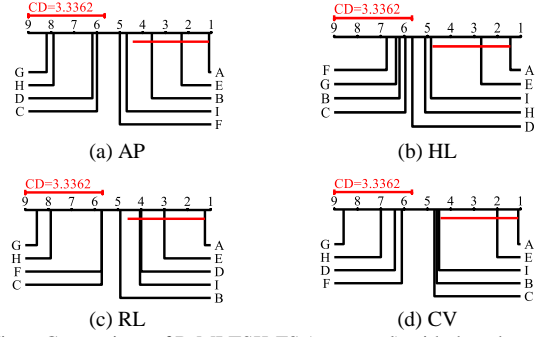 CD=3.3362
9 8 7 6 5 4 3 2 1
G A
H E
D B
C I
F
(a) AP
CD=3.3362
9 8 7 6 5 4 3 2 1
F A
G E
B I
C H
D
(b) HL
CD=3.3362
9 8 7 6 5 4 3 2 1
G A
H E
F D
C I
B
(c) RL
CD=3.3362
9 8 7 6 5 4 3 2 1
G A
H E
D I
F B
C
(d) CV